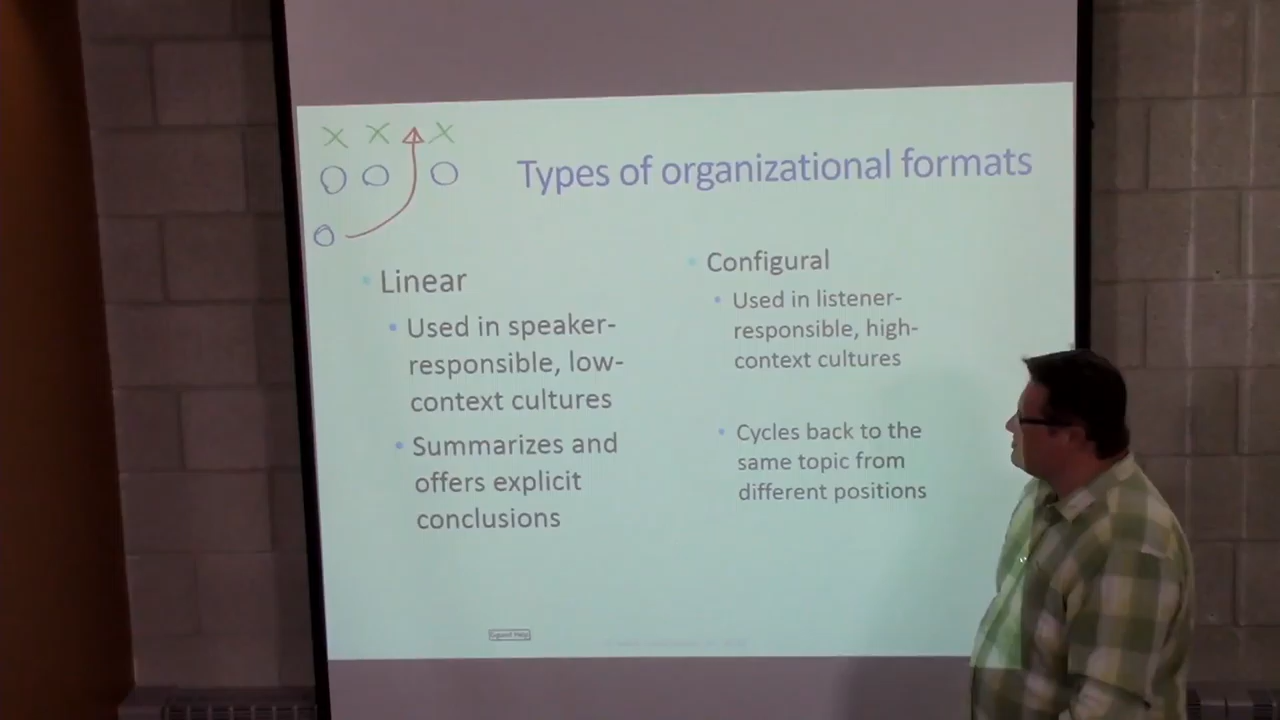 Types of organizational formats
Linear
Used in speaker-
responsible, low-
context cultures
Summarizes and
offers explicit
conclusions
Configural
Used in listener-
responsible, high-
context cultures
Cycles back to the
same topic from
different positions